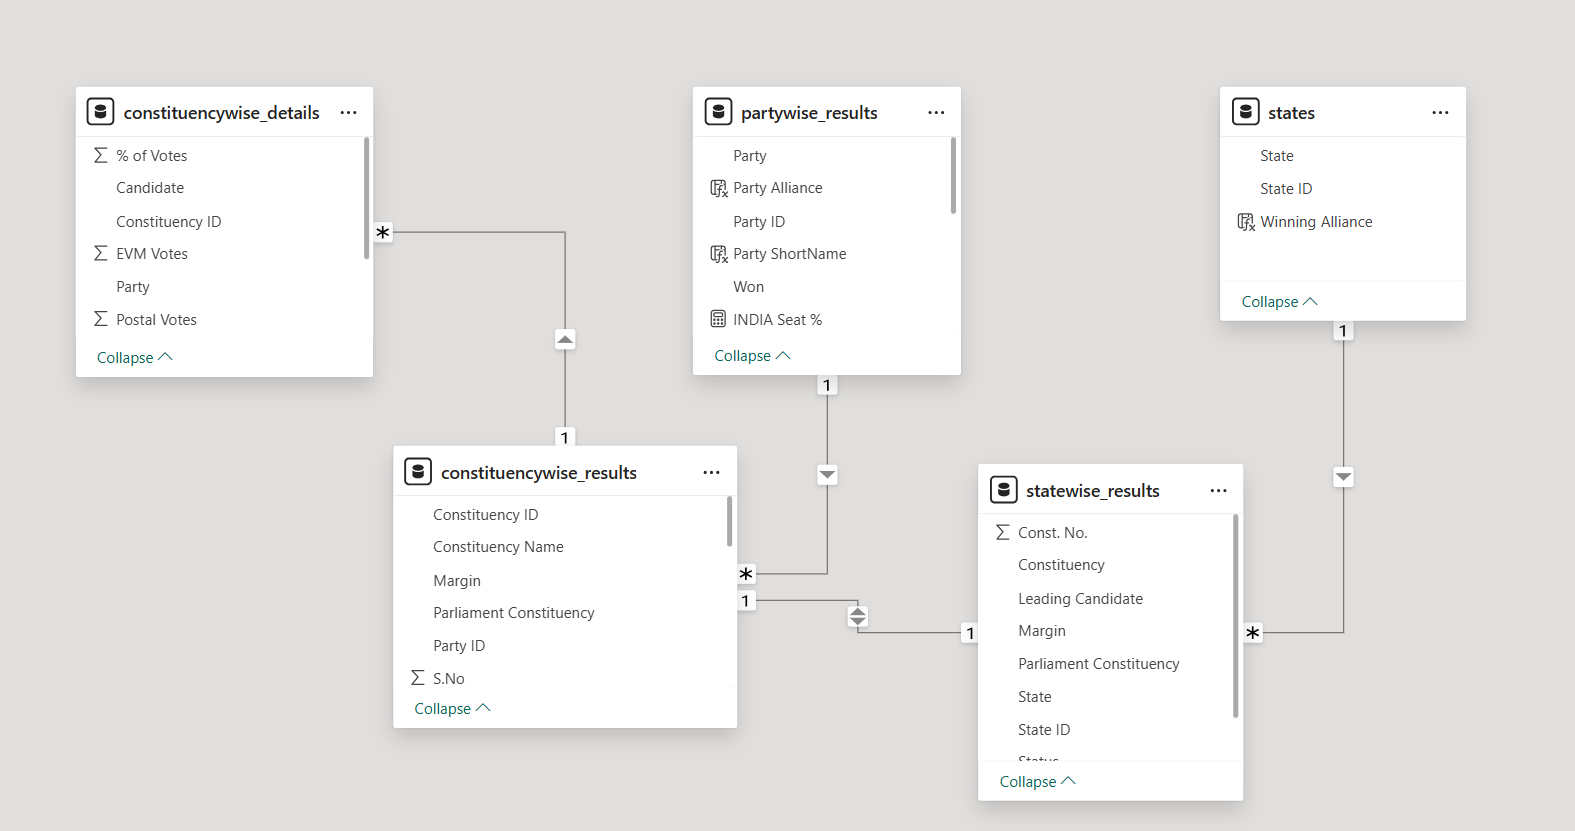 constituencywise_details
% of Votes
Candidate
Constituency ID
EVM Votes
Party
Postal Votes
Collapse
*
1
partywise_results
Party
Party Alliance
Party ID
Party ShortName
Won
INDIA Seat %
Collapse
1
*
states
State
State ID
Winning Alliance
Collapse
1
*
constituencywise_results
Constituency ID
Constituency Name
Margin
Parliament Constituency
Party ID
S.No
Collapse
1
1
statewise_results
Const. No.
Constituency
Leading Candidate
Margin
Parliament Constituency
State
State ID
Status
Collapse